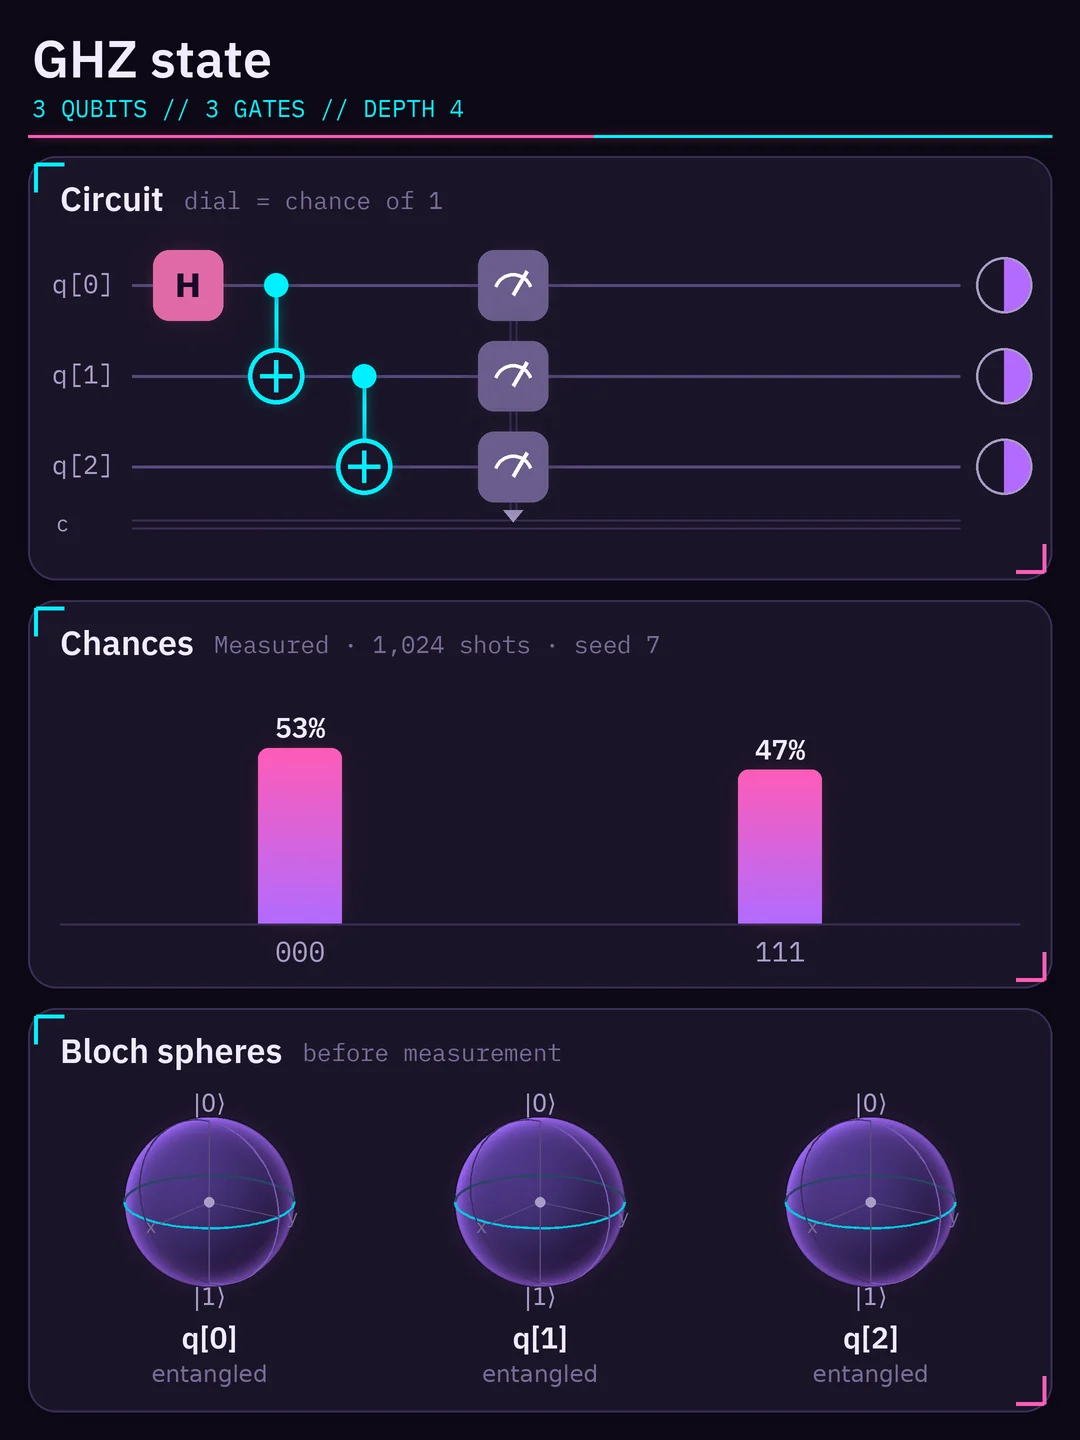 GHZ state
3 QUBITS // 3 GATES // DEPTH 4
Circuit dial = chance of 1
q[0] H
q[1]
q[2]
c
Chances Measured · 1,024 shots · seed 7
53% 47%
000 111
Bloch spheres before measurement
|0⟩ |0⟩ |0⟩
x y x y x y
|1⟩ |1⟩ |1⟩
q[0] q[1] q[2]
entangled entangled entangled